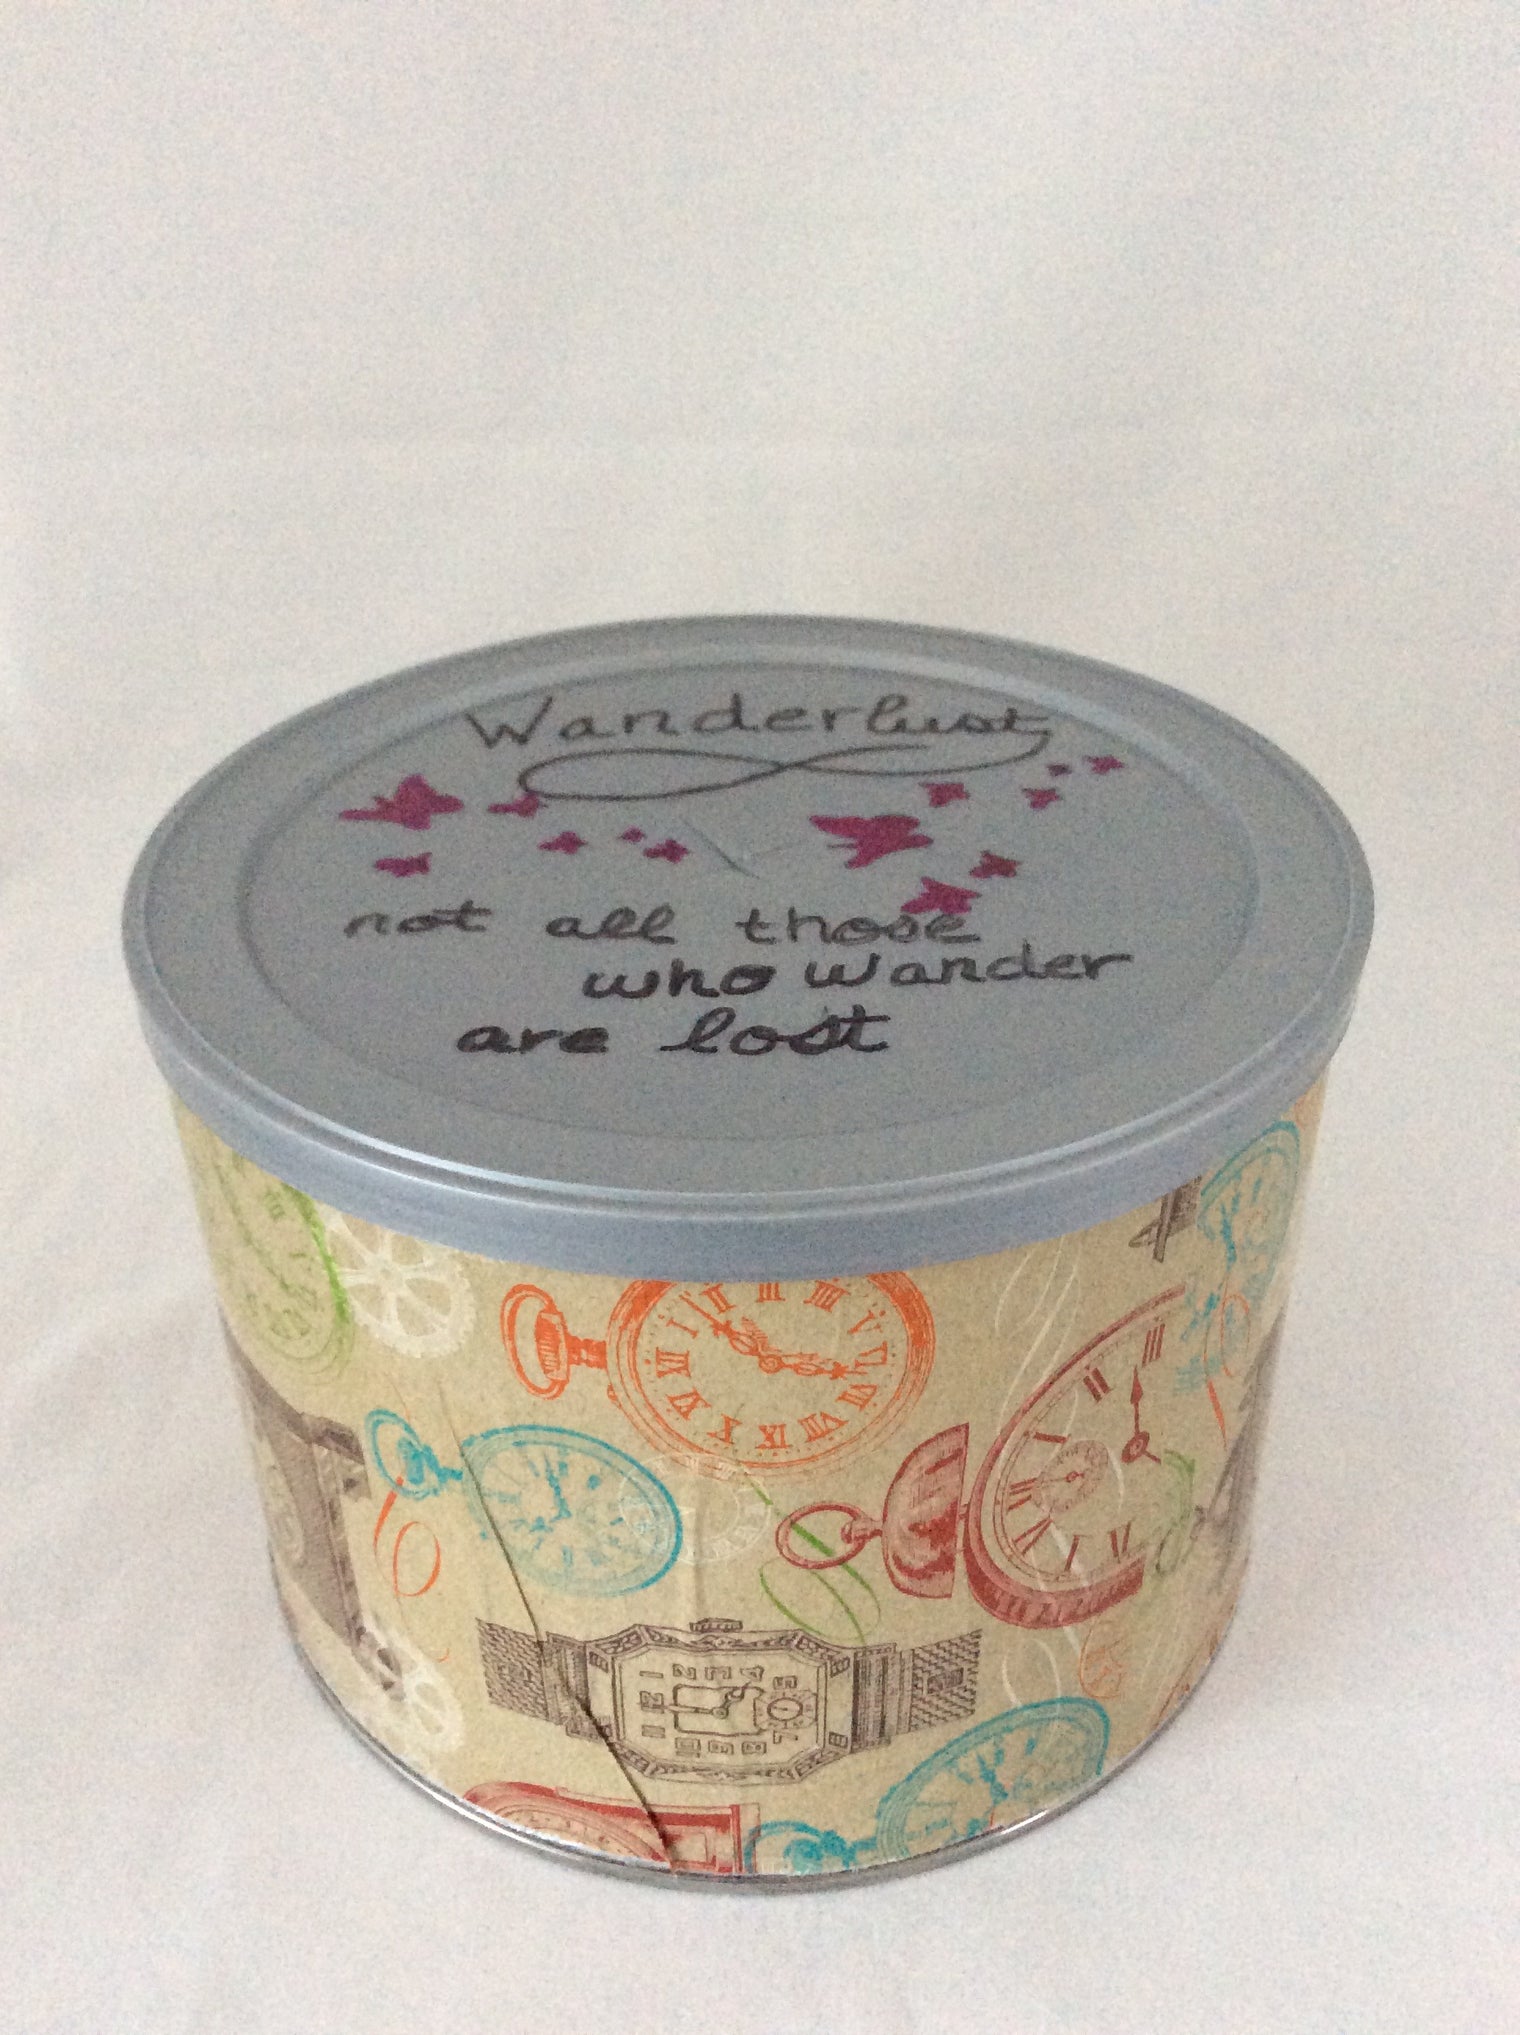 Wanderlust
not all those
who wander
are lost